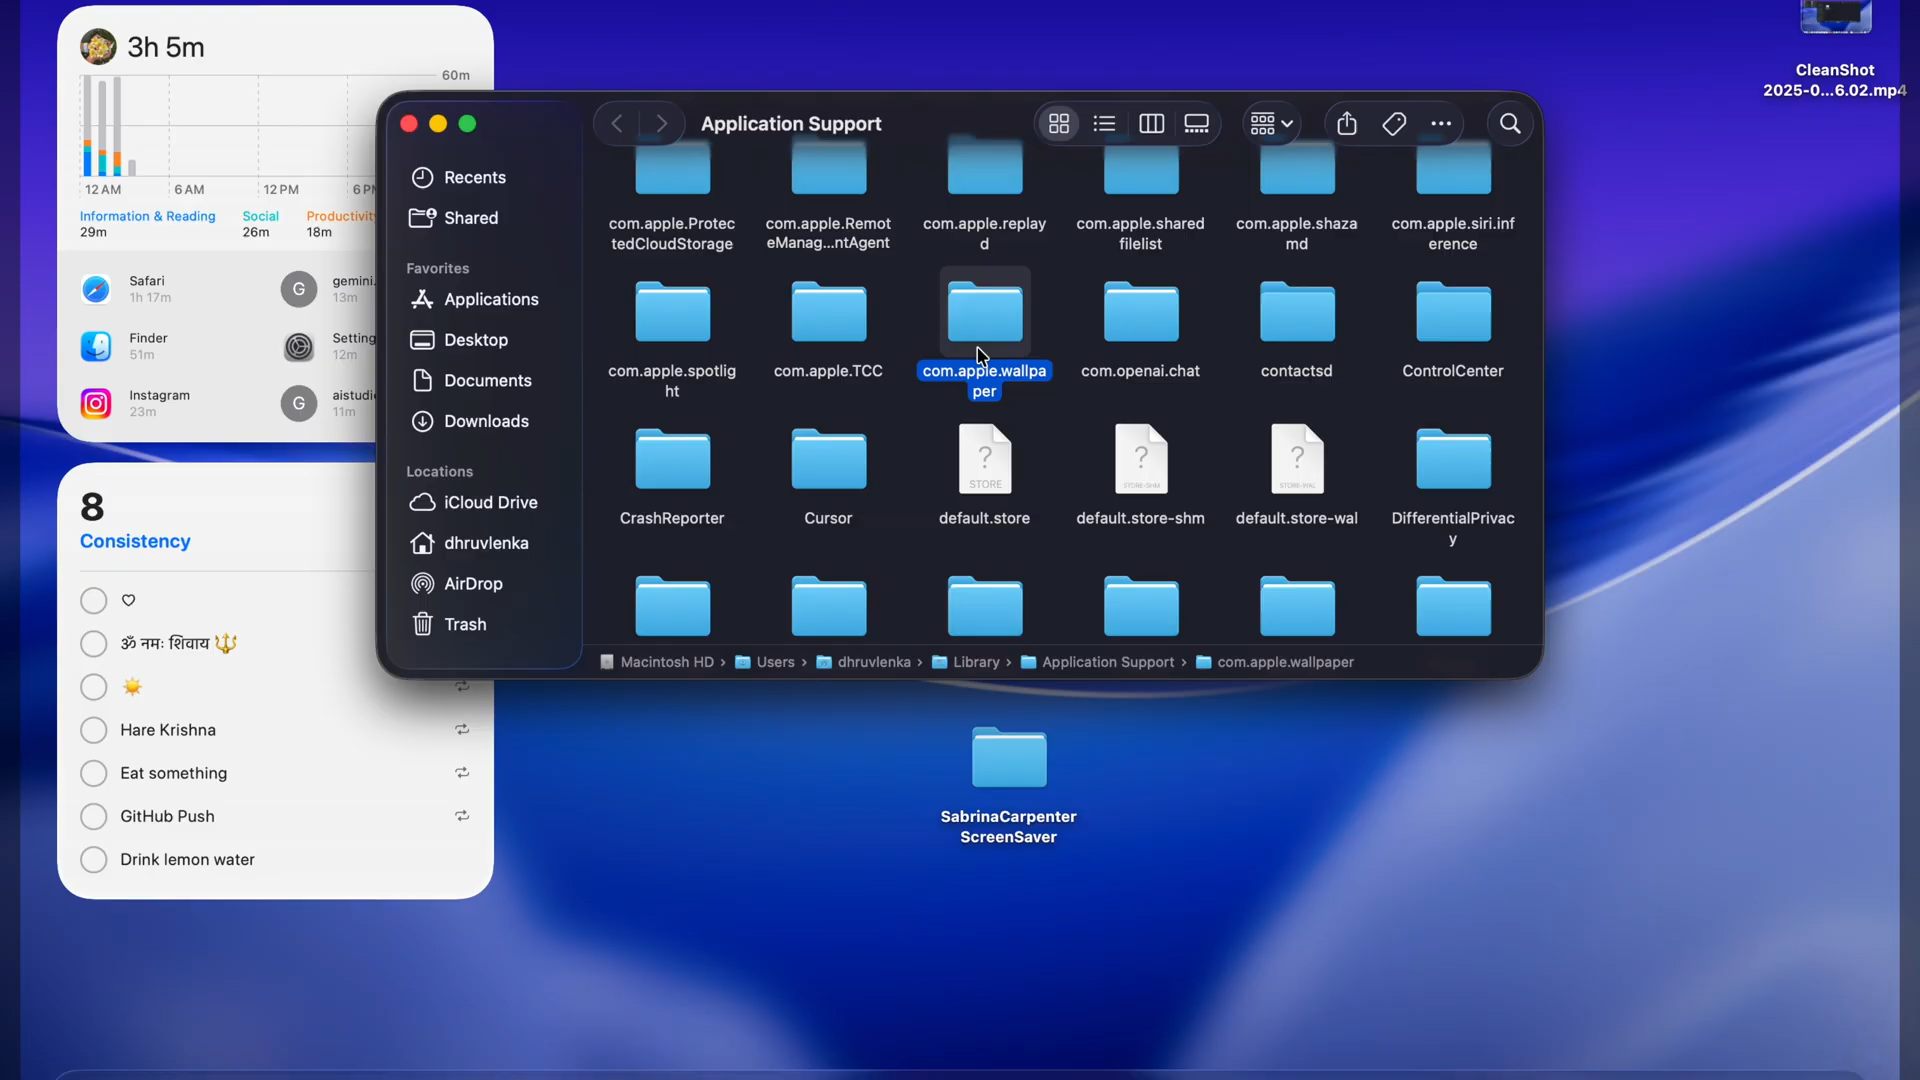 3h 5m
60m
12 AM
6 AM
12 PM
Information & Reading
29m
Social
26m
18m
Safari
1h 17m
13m
Finder
51m
12m
Instagram
23m
11m
8
Consistency
♡
ॐ नमः शिवाय 🔱
☀️
Hare Krishna
Eat something
GitHub Push
Drink lemon water
Application Support
Recents
Shared
Favorites
Applications
Desktop
Documents
Downloads
Locations
iCloud Drive
dhruvlenka
AirDrop
Trash
com.apple.Protec
tedCloudStorage
com.apple.Remot
eManag...ntAgent
com.apple.replay
d
com.apple.shared
filelist
com.apple.shaza
md
com.apple.siri.inf
erence
com.apple.spotlig
ht
com.apple.TCC
com.apple.wallpa
per
com.openai.chat
contactsd
ControlCenter
CrashReporter
Cursor
STORE
default.store
STORE-SHM
default.store-shm
STORE-WAL
default.store-wal
DifferentialPrivac
y
Macintosh HD › Users › dhruvlenka › Library › Application Support › com.apple.wallpaper
SabrinaCarpenter
ScreenSaver
CleanShot
2025-0...6.02.mp4